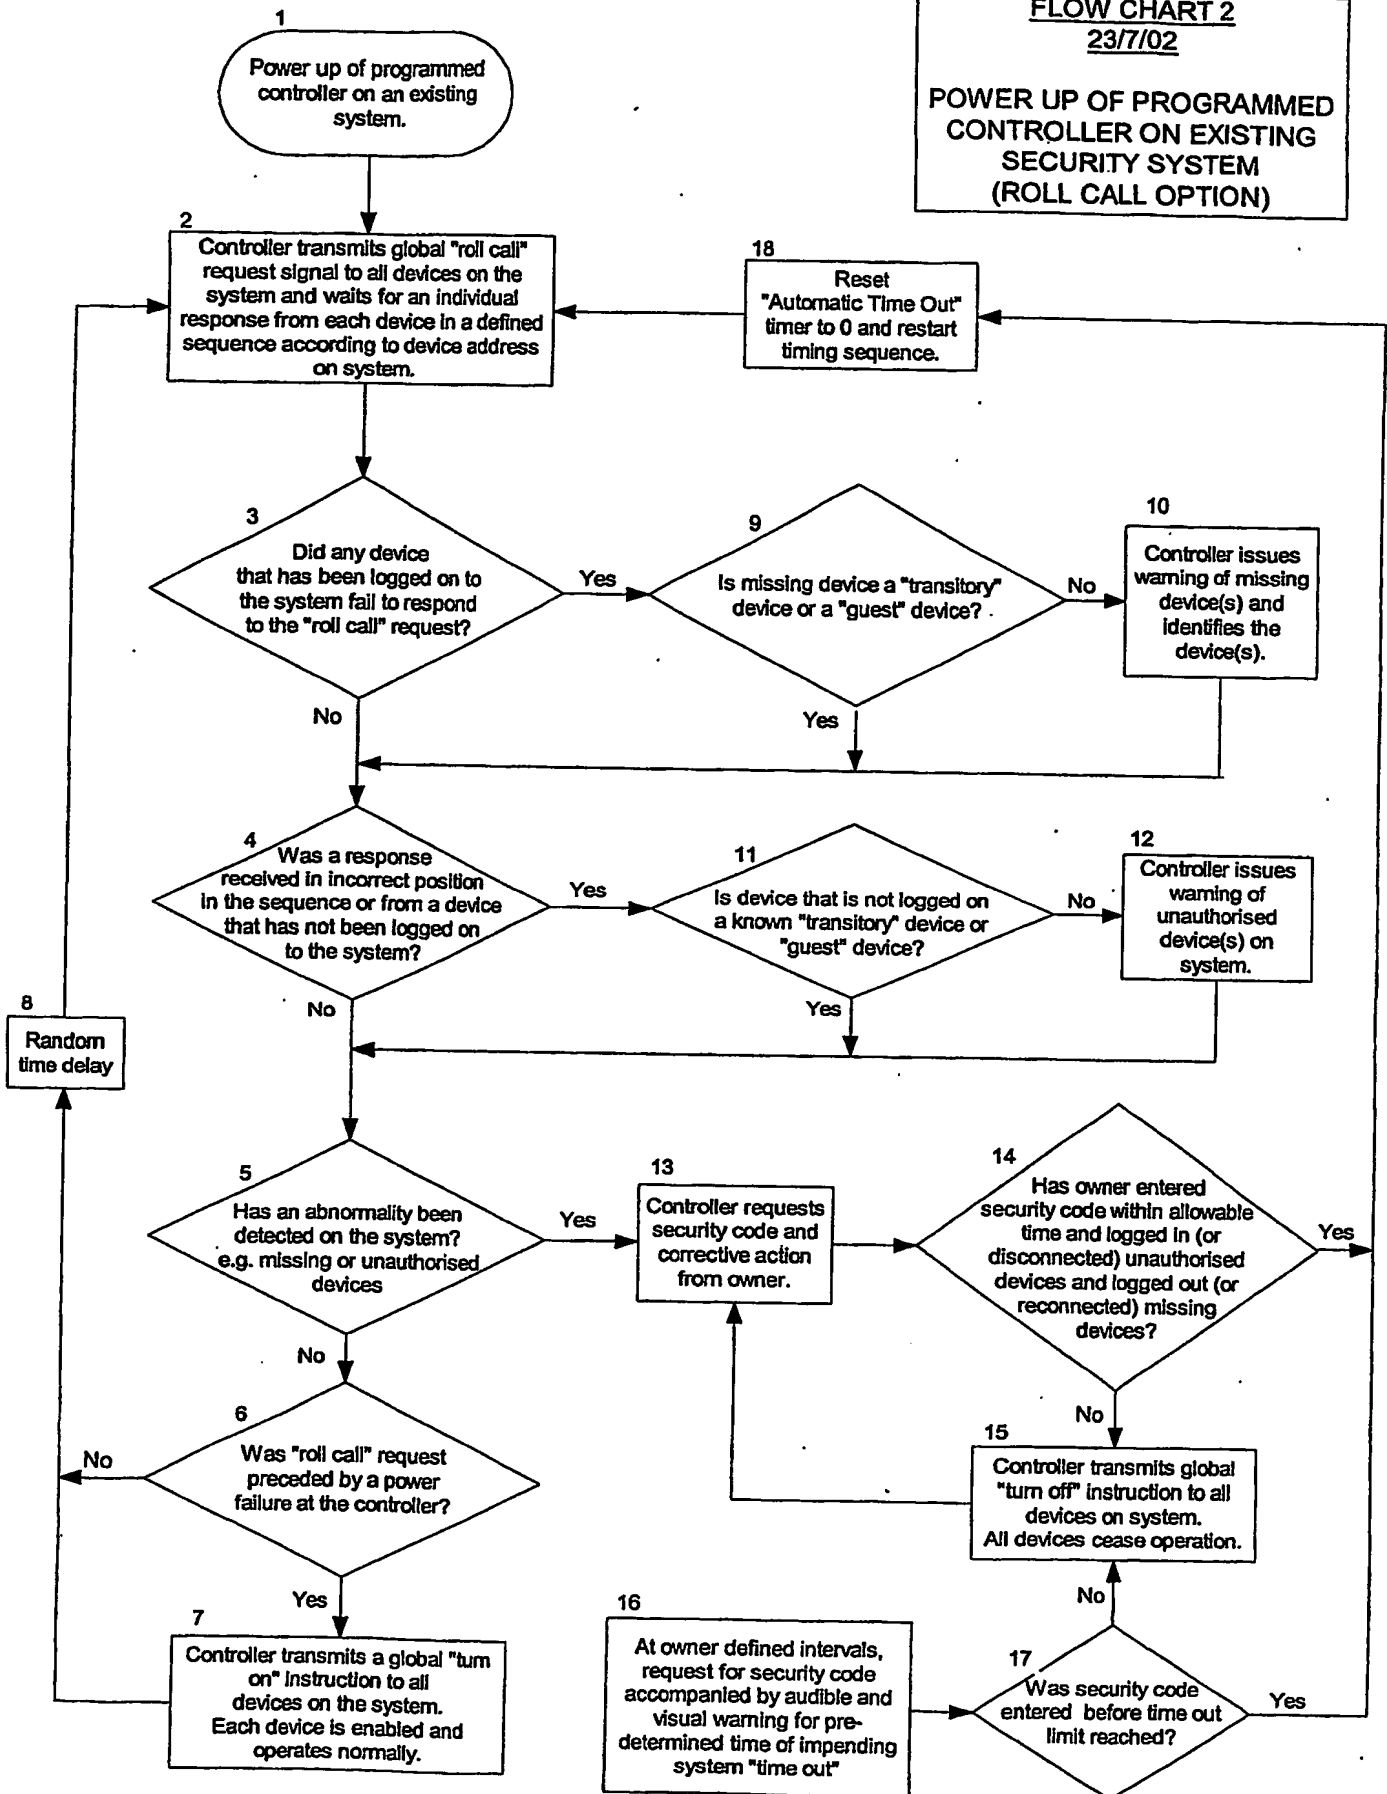 FLOW CHART 2
23/7/02
POWER UP OF PROGRAMMED
CONTROLLER ON EXISTING
SECURITY SYSTEM
(ROLL CALL OPTION)
1
Power up of programmed
controller on an existing
system.
2
Controller transmits global "roll call"
request signal to all devices on the
system and waits for an individual
response from each device in a defined
sequence according to device address
on system.
18
Reset
"Automatic Time Out"
timer to 0 and restart
timing sequence.
3
Did any device
that has been logged on to
the system fail to respond
to the "roll call" request?
Yes
No
9
Is missing device a "transitory"
device or a "guest" device?
No
Yes
10
Controller issues
warning of missing
device(s) and
identifies the
device(s).
4
Was a response
received in incorrect position
in the sequence or from a device
that has not been logged on
to the system?
Yes
No
11
Is device that is not logged on
a known "transitory" device or
"guest" device?
No
Yes
12
Controller issues
warning of
unauthorised
device(s) on
system.
8
Random
time delay
5
Has an abnormality been
detected on the system?
e.g. missing or unauthorised
devices
Yes
No
13
Controller requests
security code and
corrective action
from owner.
14
Has owner entered
security code within allowable
time and logged in (or
disconnected) unauthorised
devices and logged out (or
reconnected) missing
devices?
Yes
No
6
Was "roll call" request
preceded by a power
failure at the controller?
No
Yes
15
Controller transmits global
"turn off" instruction to all
devices on system.
All devices cease operation.
No
7
Controller transmits a global "turn
on" instruction to all
devices on the system.
Each device is enabled and
operates normally.
16
At owner defined intervals,
request for security code
accompanied by audible and
visual warning for pre-
determined time of impending
system "time out"
17
Was security code
entered before time out
limit reached?
Yes